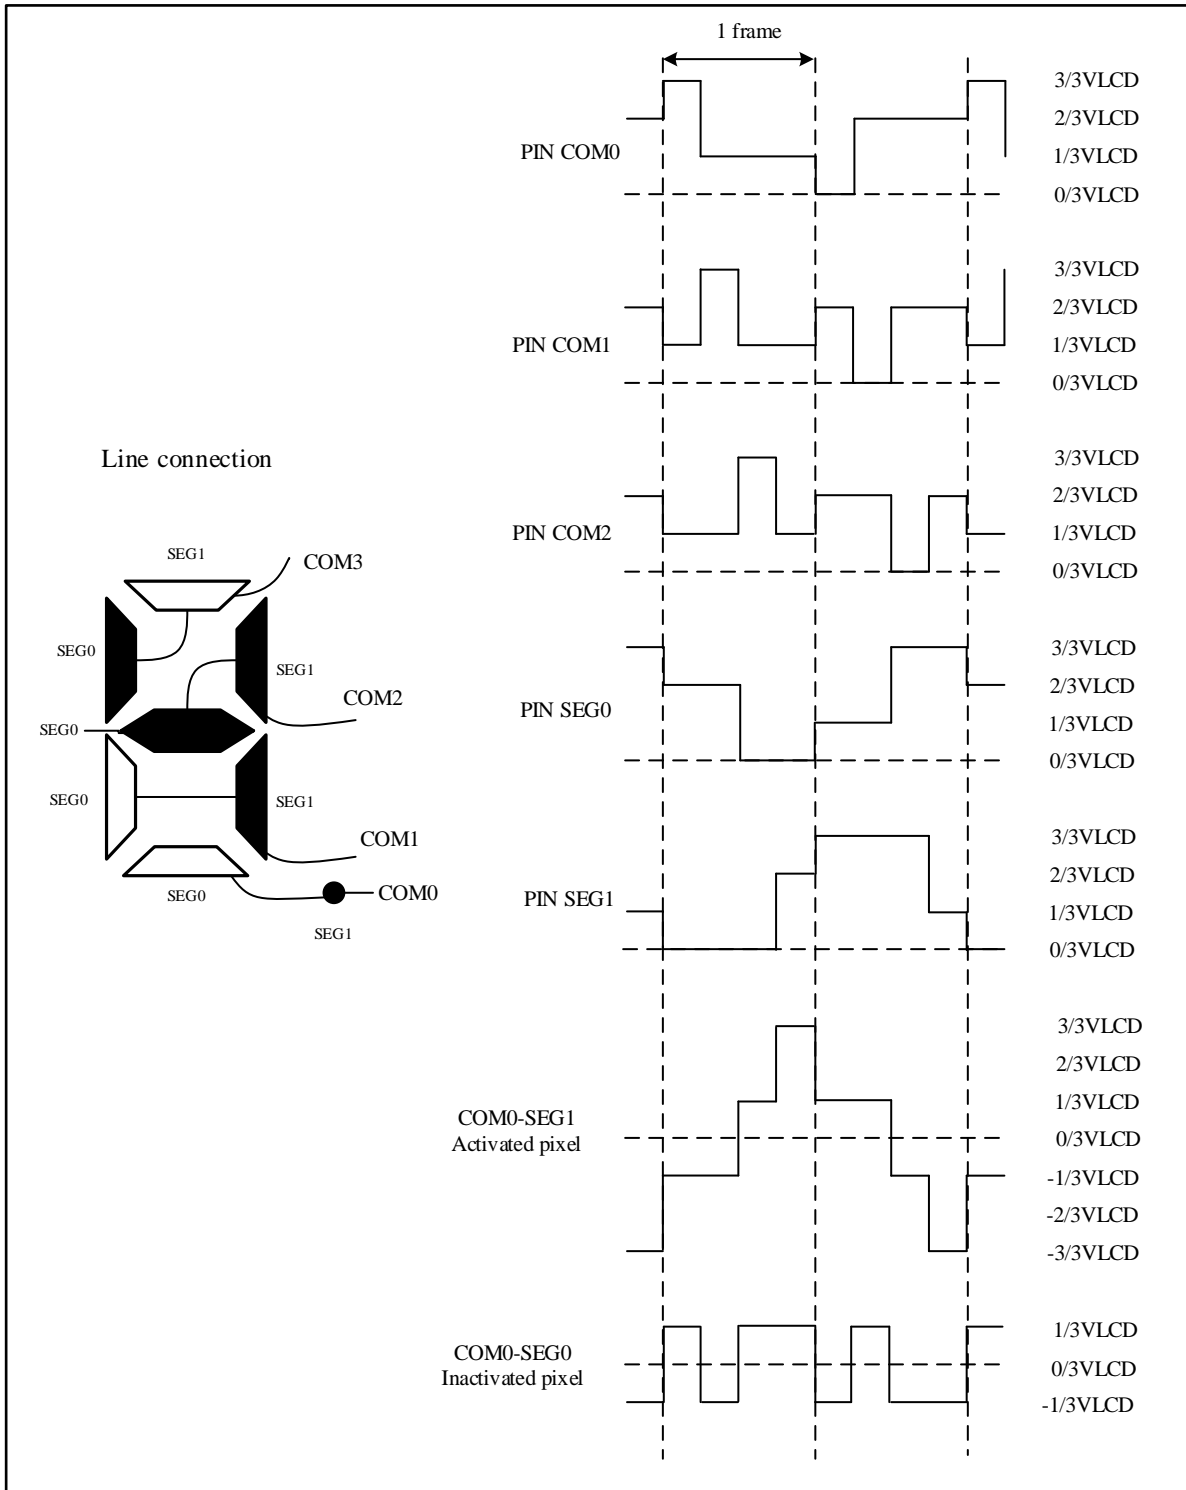 1 frame
PIN COM0
3/3VLCD
2/3VLCD
1/3VLCD
0/3VLCD
PIN COM1
3/3VLCD
2/3VLCD
1/3VLCD
0/3VLCD
Line connection
SEG1
COM3
SEG0
SEG1
COM2
SEG0
SEG0
SEG1
COM1
SEG0
COM0
SEG1
PIN COM2
3/3VLCD
2/3VLCD
1/3VLCD
0/3VLCD
PIN SEG0
3/3VLCD
2/3VLCD
1/3VLCD
0/3VLCD
PIN SEG1
3/3VLCD
2/3VLCD
1/3VLCD
0/3VLCD
COM0-SEG1
Activated pixel
3/3VLCD
2/3VLCD
1/3VLCD
0/3VLCD
-1/3VLCD
-2/3VLCD
-3/3VLCD
COM0-SEG0
Inactivated pixel
1/3VLCD
0/3VLCD
-1/3VLCD